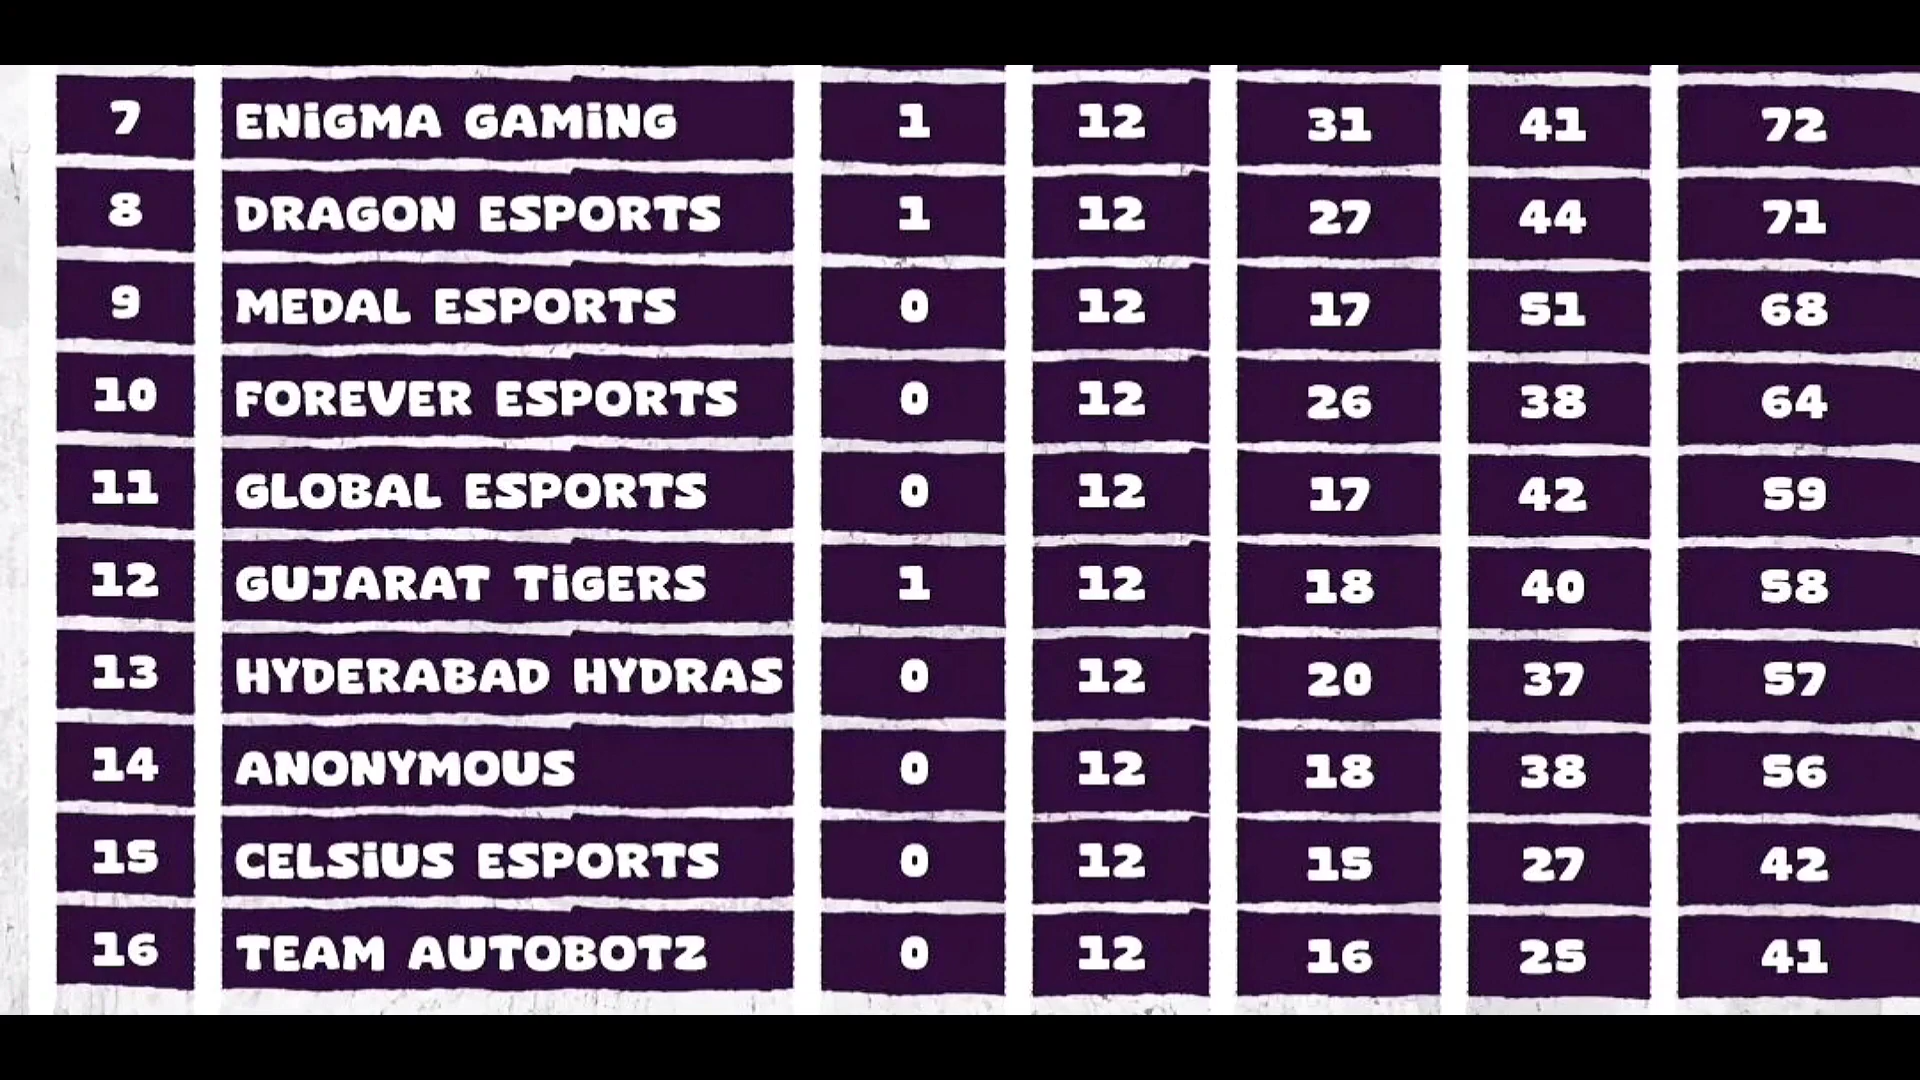 7 ENiGMA GAMiNG 1 12 31 41 72
8 DRAGON ESPORTS 1 12 27 44 71
9 MEDAL ESPORTS 0 12 17 51 68
10 FOREVER ESPORTS 0 12 26 38 64
11 GLOBAL ESPORTS 0 12 17 42 59
12 GUJARAT TiGERS 1 12 18 40 58
13 HYDERABAD HYDRAS 0 12 20 37 57
14 ANONYMOUS 0 12 18 38 56
15 CELSiUS ESPORTS 0 12 15 27 42
16 TEAM AUTOBOTZ 0 12 16 25 41